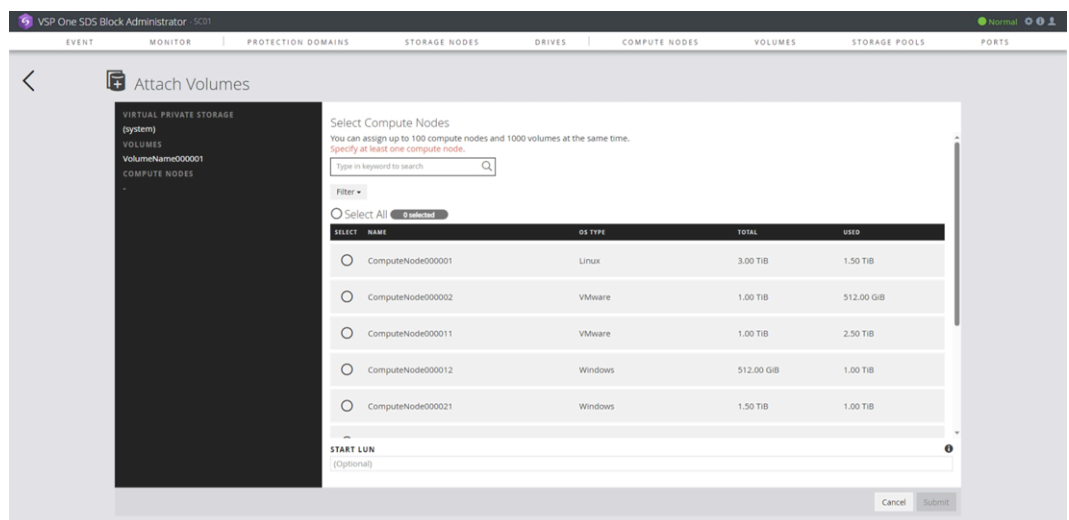 VSP One SDS Block Administrator - SC01
Normal
EVENT MONITOR PROTECTION DOMAINS STORAGE NODES DRIVES COMPUTE NODES VOLUMES STORAGE POOLS PORTS
Attach Volumes
VIRTUAL PRIVATE STORAGE
(system)
VOLUMES
VolumeName000001
COMPUTE NODES
-
Select Compute Nodes
You can assign up to 100 compute nodes and 1000 volumes at the same time.
Specify at least one compute node.
Type in keyword to search
Filter
Select All 0 selected
SELECT NAME OS TYPE TOTAL USED
ComputeNode000001 Linux 3.00 TiB 1.50 TiB
ComputeNode000002 VMware 1.00 TiB 512.00 GiB
ComputeNode000011 VMware 1.00 TiB 2.50 TiB
ComputeNode000012 Windows 512.00 GiB 1.00 TiB
ComputeNode000021 Windows 1.50 TiB 1.00 TiB
START LUN
(Optional)
Cancel Submit